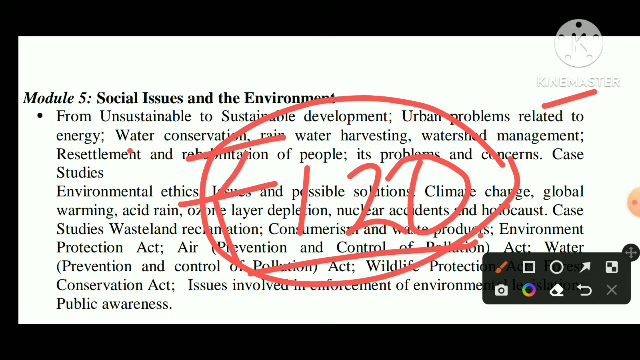 KINEMASTER
Module 5: Social Issues and the Environment
• From Unsustainable to Sustainable development; Urban problems related to
energy; Water conservation, rain water harvesting, watershed management;
Resettlement and rehabilitation of people; its problems and concerns. Case
Studies
Environmental ethics: Issues and possible solutions. Climate change, global
warming, acid rain, ozone layer depletion, nuclear accidents and holocaust. Case
Studies Wasteland reclamation; Consumerism and waste products; Environment
Protection Act; Air (Prevention and Control of Pollution) Act; Water
(Prevention and control of Pollution) Act; Wildlife Protection Act; Forest
Conservation Act; Issues involved in enforcement of environmental legislation;
Public awareness.